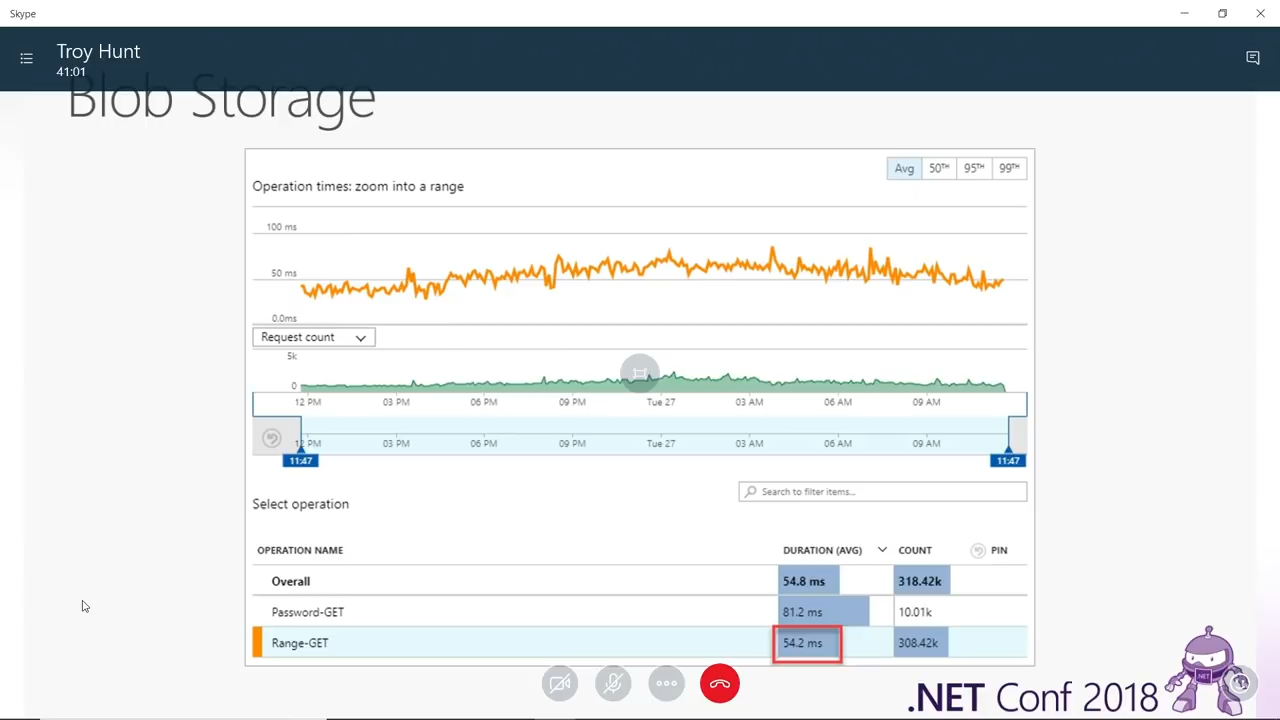 Skype
Troy Hunt
41:01
Blob Storage
Avg 50TH 95TH 99TH
Operation times: zoom into a range
100 ms
50 ms
0.0ms
Request count
5k
0
12 PM 03 PM 06 PM 09 PM Tue 27 03 AM 06 AM 09 AM
12 PM 03 PM 06 PM 09 PM Tue 27 03 AM 06 AM 09 AM
11:47 11:47
Search to filter items...
Select operation
OPERATION NAME DURATION (AVG) COUNT PIN
Overall 54.8 ms 318.42k
Password-GET 81.2 ms 10.01k
Range-GET 54.2 ms 308.42k
.NET Conf 2018
.NET